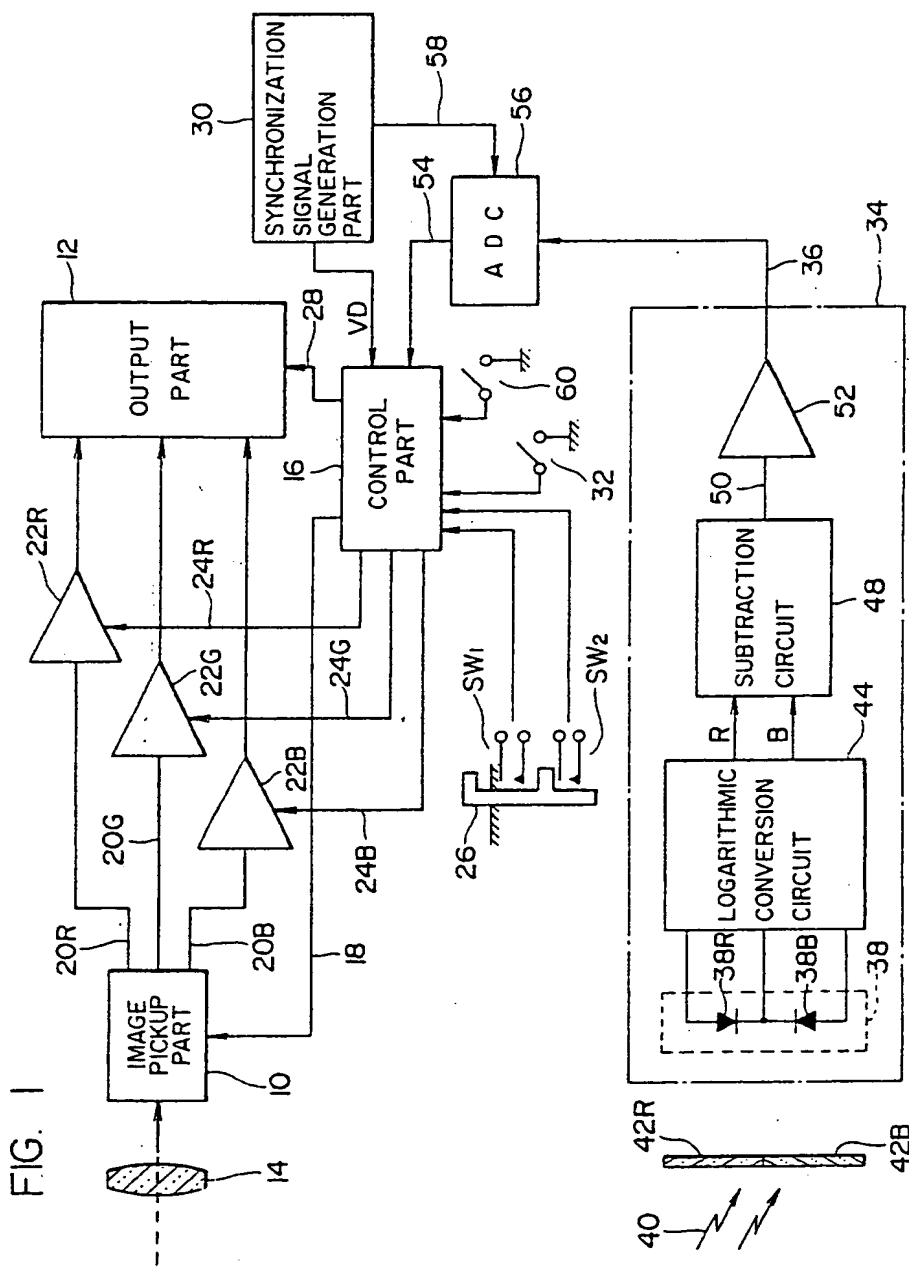 FIG. 1
14
IMAGE
PICKUP
PART
10
20R
20G
20B
18
22R
22G
22B
24R
24G
24B
OUTPUT
PART
12
28
16
CONTROL
PART
VD
30
SYNCHRONIZATION
SIGNAL
GENERATION
PART
58
54
56
ADC
60
32
26
SW1
SW2
36
34
52
50
SUBTRACTION
CIRCUIT
48
R
B
44
LOGARITHMIC
CONVERSION
CIRCUIT
38R
38B
38
42R
42B
40